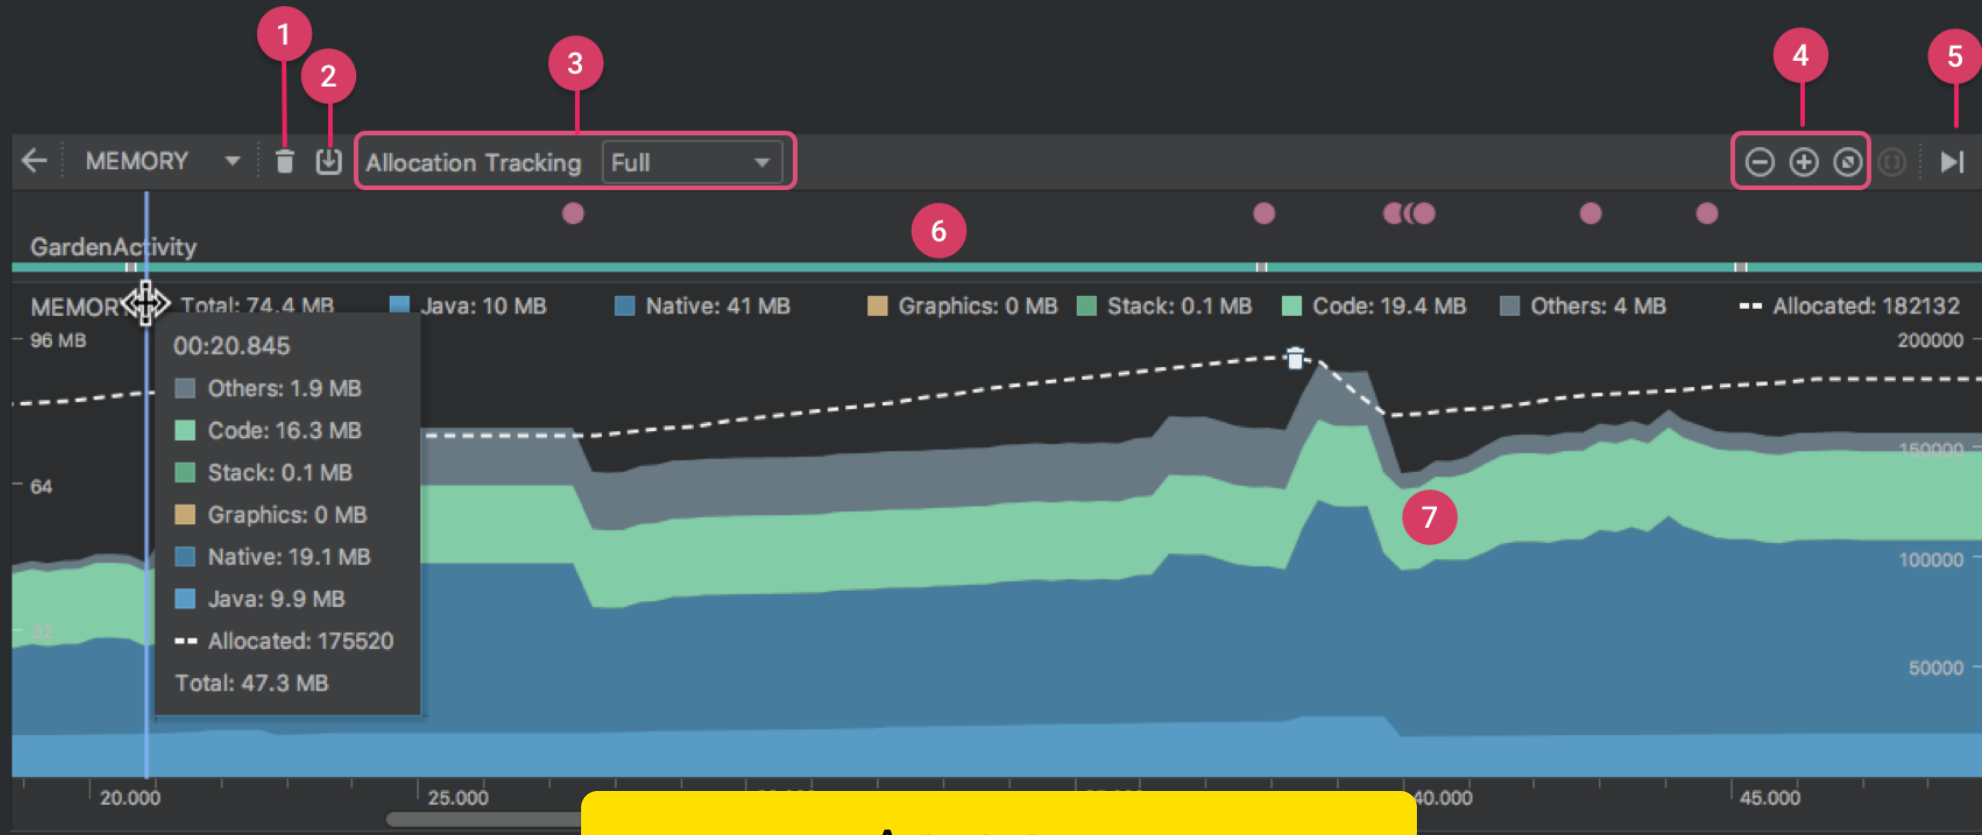 1
2
3
4
5
MEMORY
Allocation Tracking Full
6
GardenActivity
Total: 74.4 MB Java: 10 MB Native: 41 MB Graphics: 0 MB Stack: 0.1 MB Code: 19.4 MB Others: 4 MB Allocated: 182132
96 MB
200000
00:20.845
Others: 1.9 MB
Code: 16.3 MB
150000
Stack: 0.1 MB
64
Graphics: 0 MB
7
Native: 19.1 MB
100000
Java: 9.9 MB
32
Allocated: 175520
50000
Total: 47.3 MB
20.000 25.000 40.000 45.000